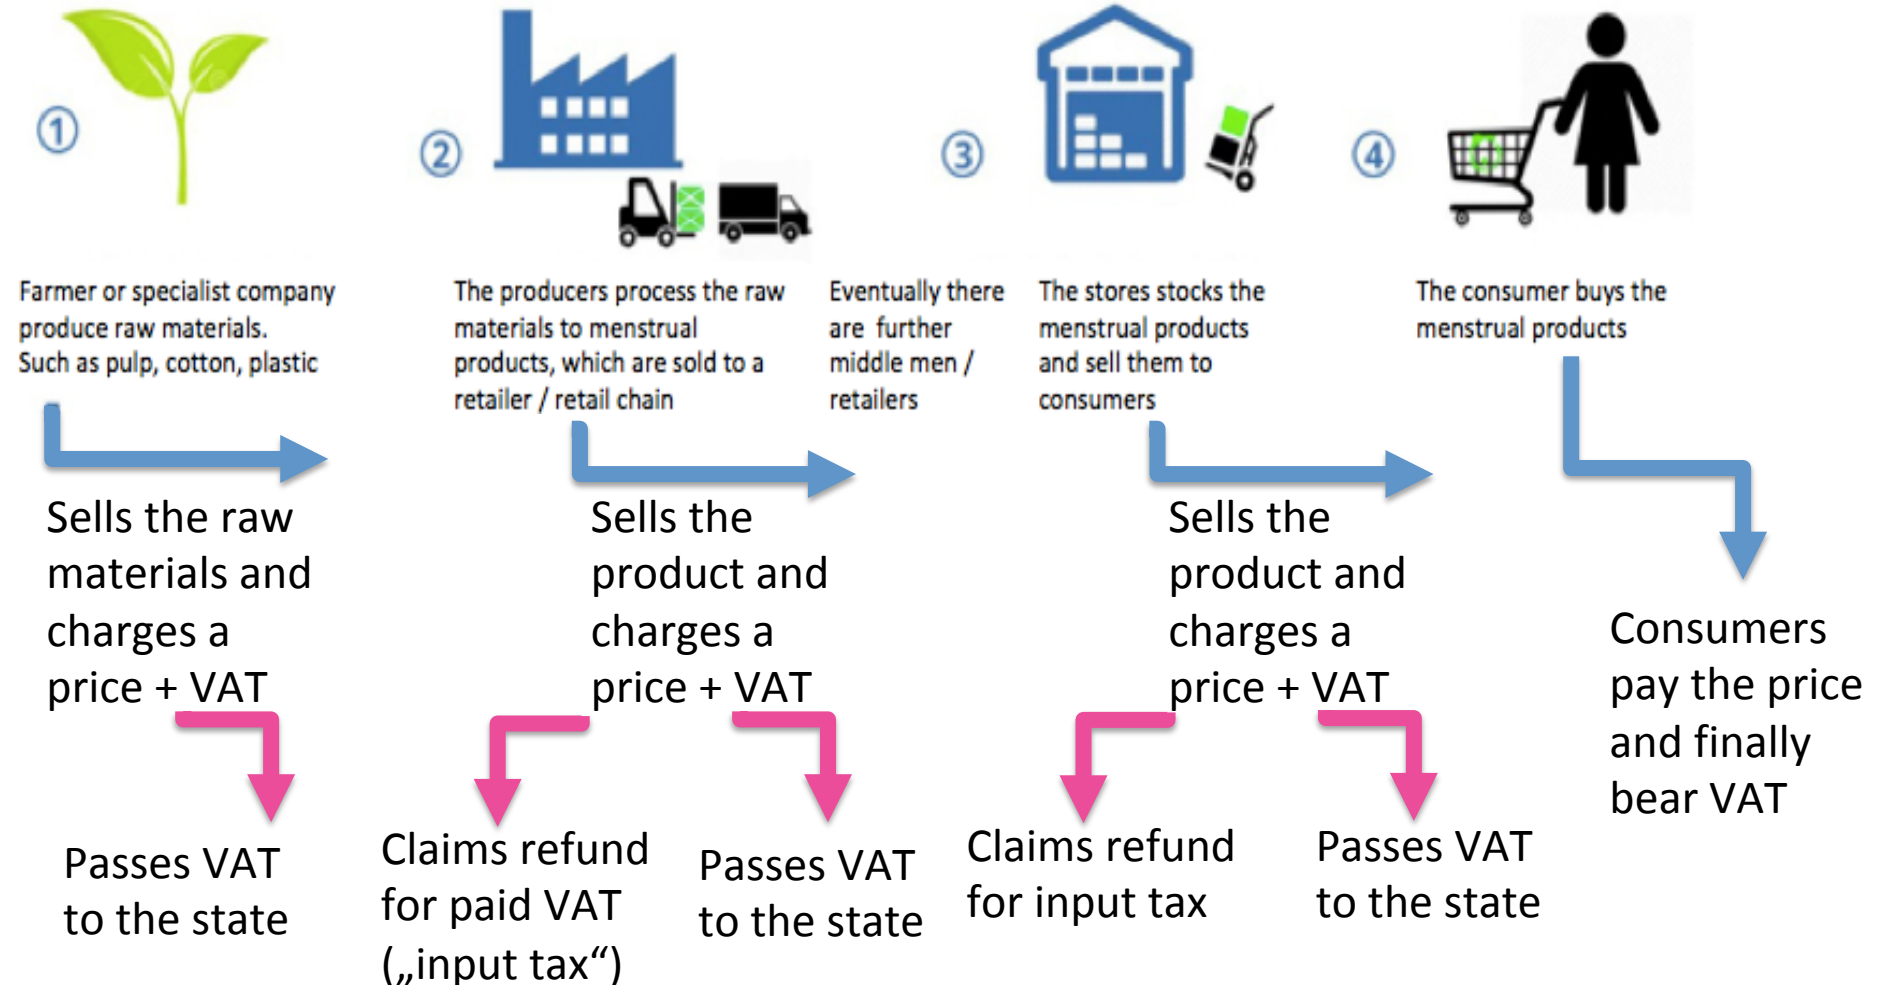 ①
Farmer or specialist company
produce raw materials.
Such as pulp, cotton, plastic
Sells the raw
materials and
charges a
price + VAT
Passes VAT
to the state
②
The producers process the raw
materials to menstrual
products, which are sold to a
retailer / retail chain
Sells the
product and
charges a
price + VAT
Claims refund
for paid VAT
(„input tax“)
Passes VAT
to the state
Eventually there
are further
middle men /
retailers
③
The stores stocks the
menstrual products
and sell them to
consumers
Sells the
product and
charges a
price + VAT
Claims refund
for input tax
Passes VAT
to the state
④
The consumer buys the
menstrual products
Consumers
pay the price
and finally
bear VAT